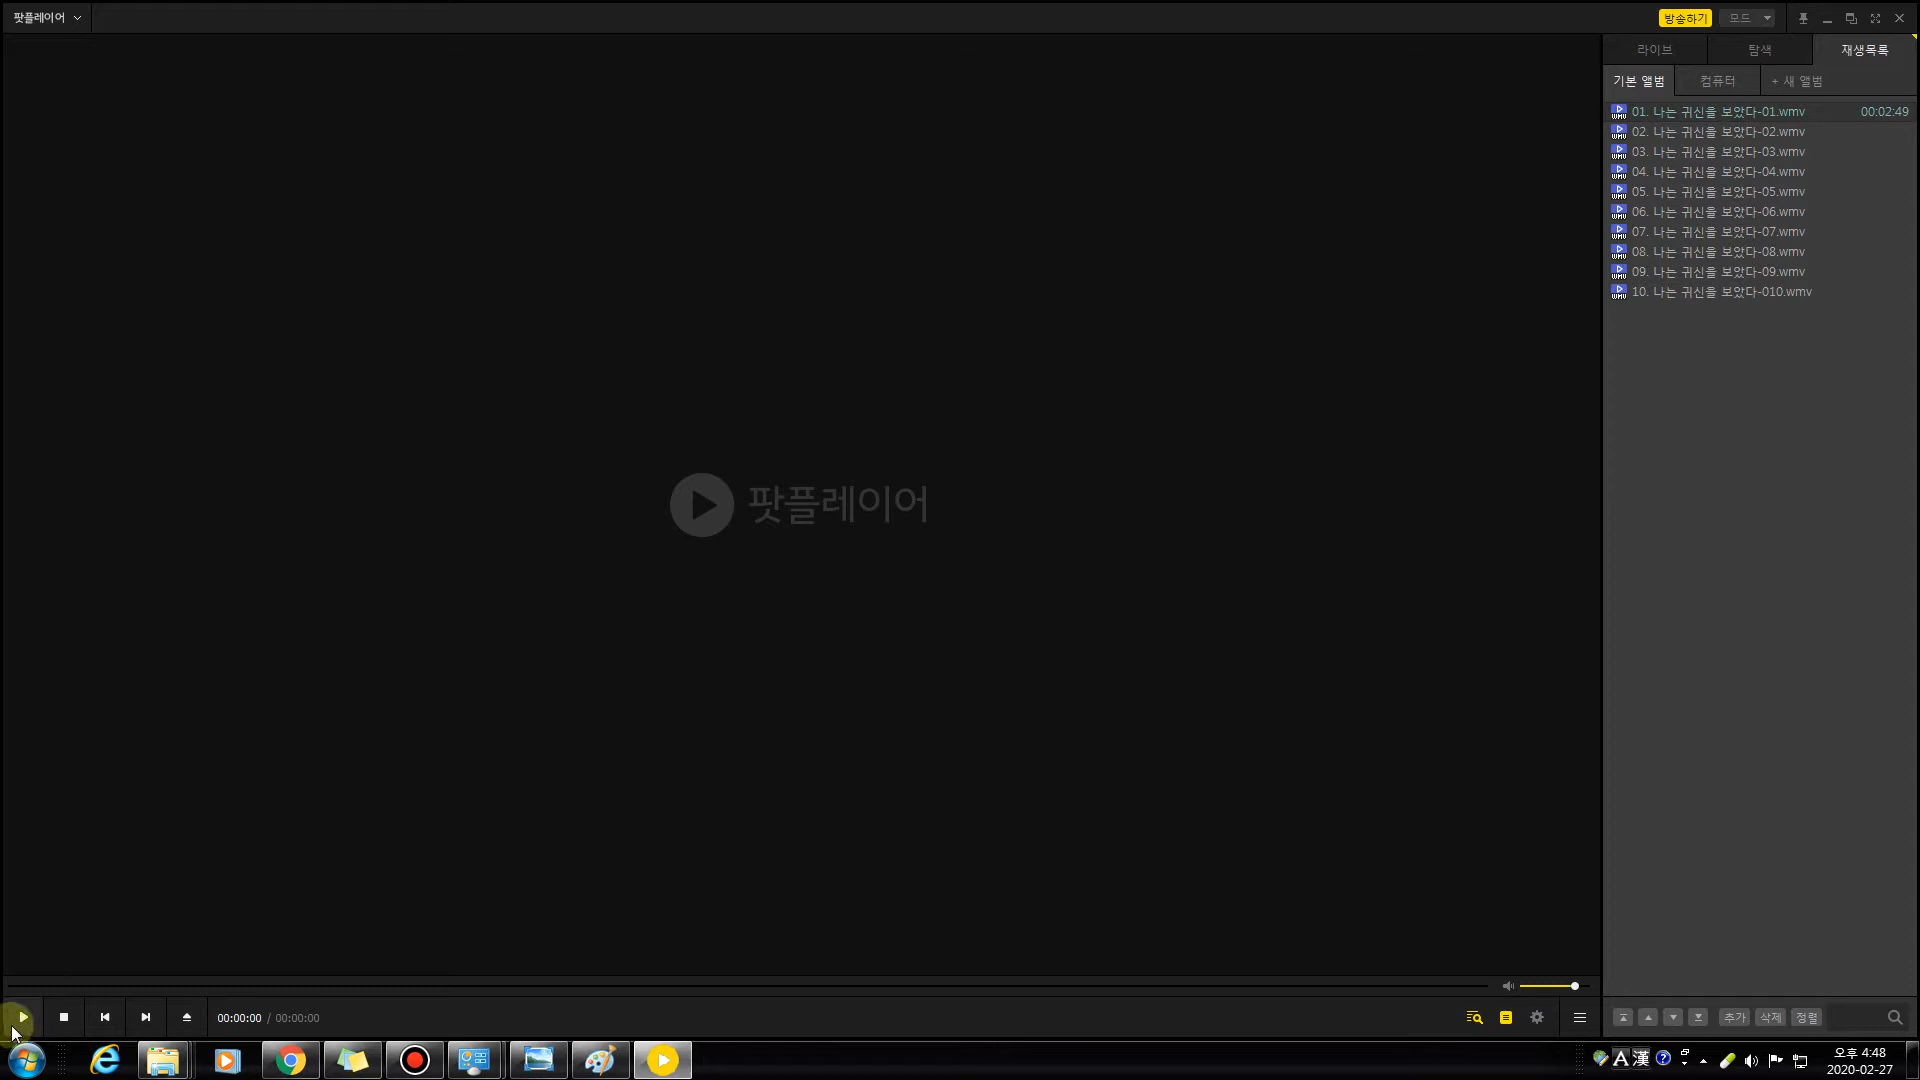 팟플레이어
방송하기
모드
라이브
탐색
재생목록
기본 앨범
컴퓨터
+ 새 앨범
01. 나는 귀신을 보았다-01.wmv 00:02:49
02. 나는 귀신을 보았다-02.wmv
03. 나는 귀신을 보았다-03.wmv
04. 나는 귀신을 보았다-04.wmv
05. 나는 귀신을 보았다-05.wmv
06. 나는 귀신을 보았다-06.wmv
07. 나는 귀신을 보았다-07.wmv
08. 나는 귀신을 보았다-08.wmv
09. 나는 귀신을 보았다-09.wmv
10. 나는 귀신을 보았다-010.wmv
팟플레이어
00:00:00 / 00:00:00
추가
삭제
정렬
A 漢
오후 4:48
2020-02-27